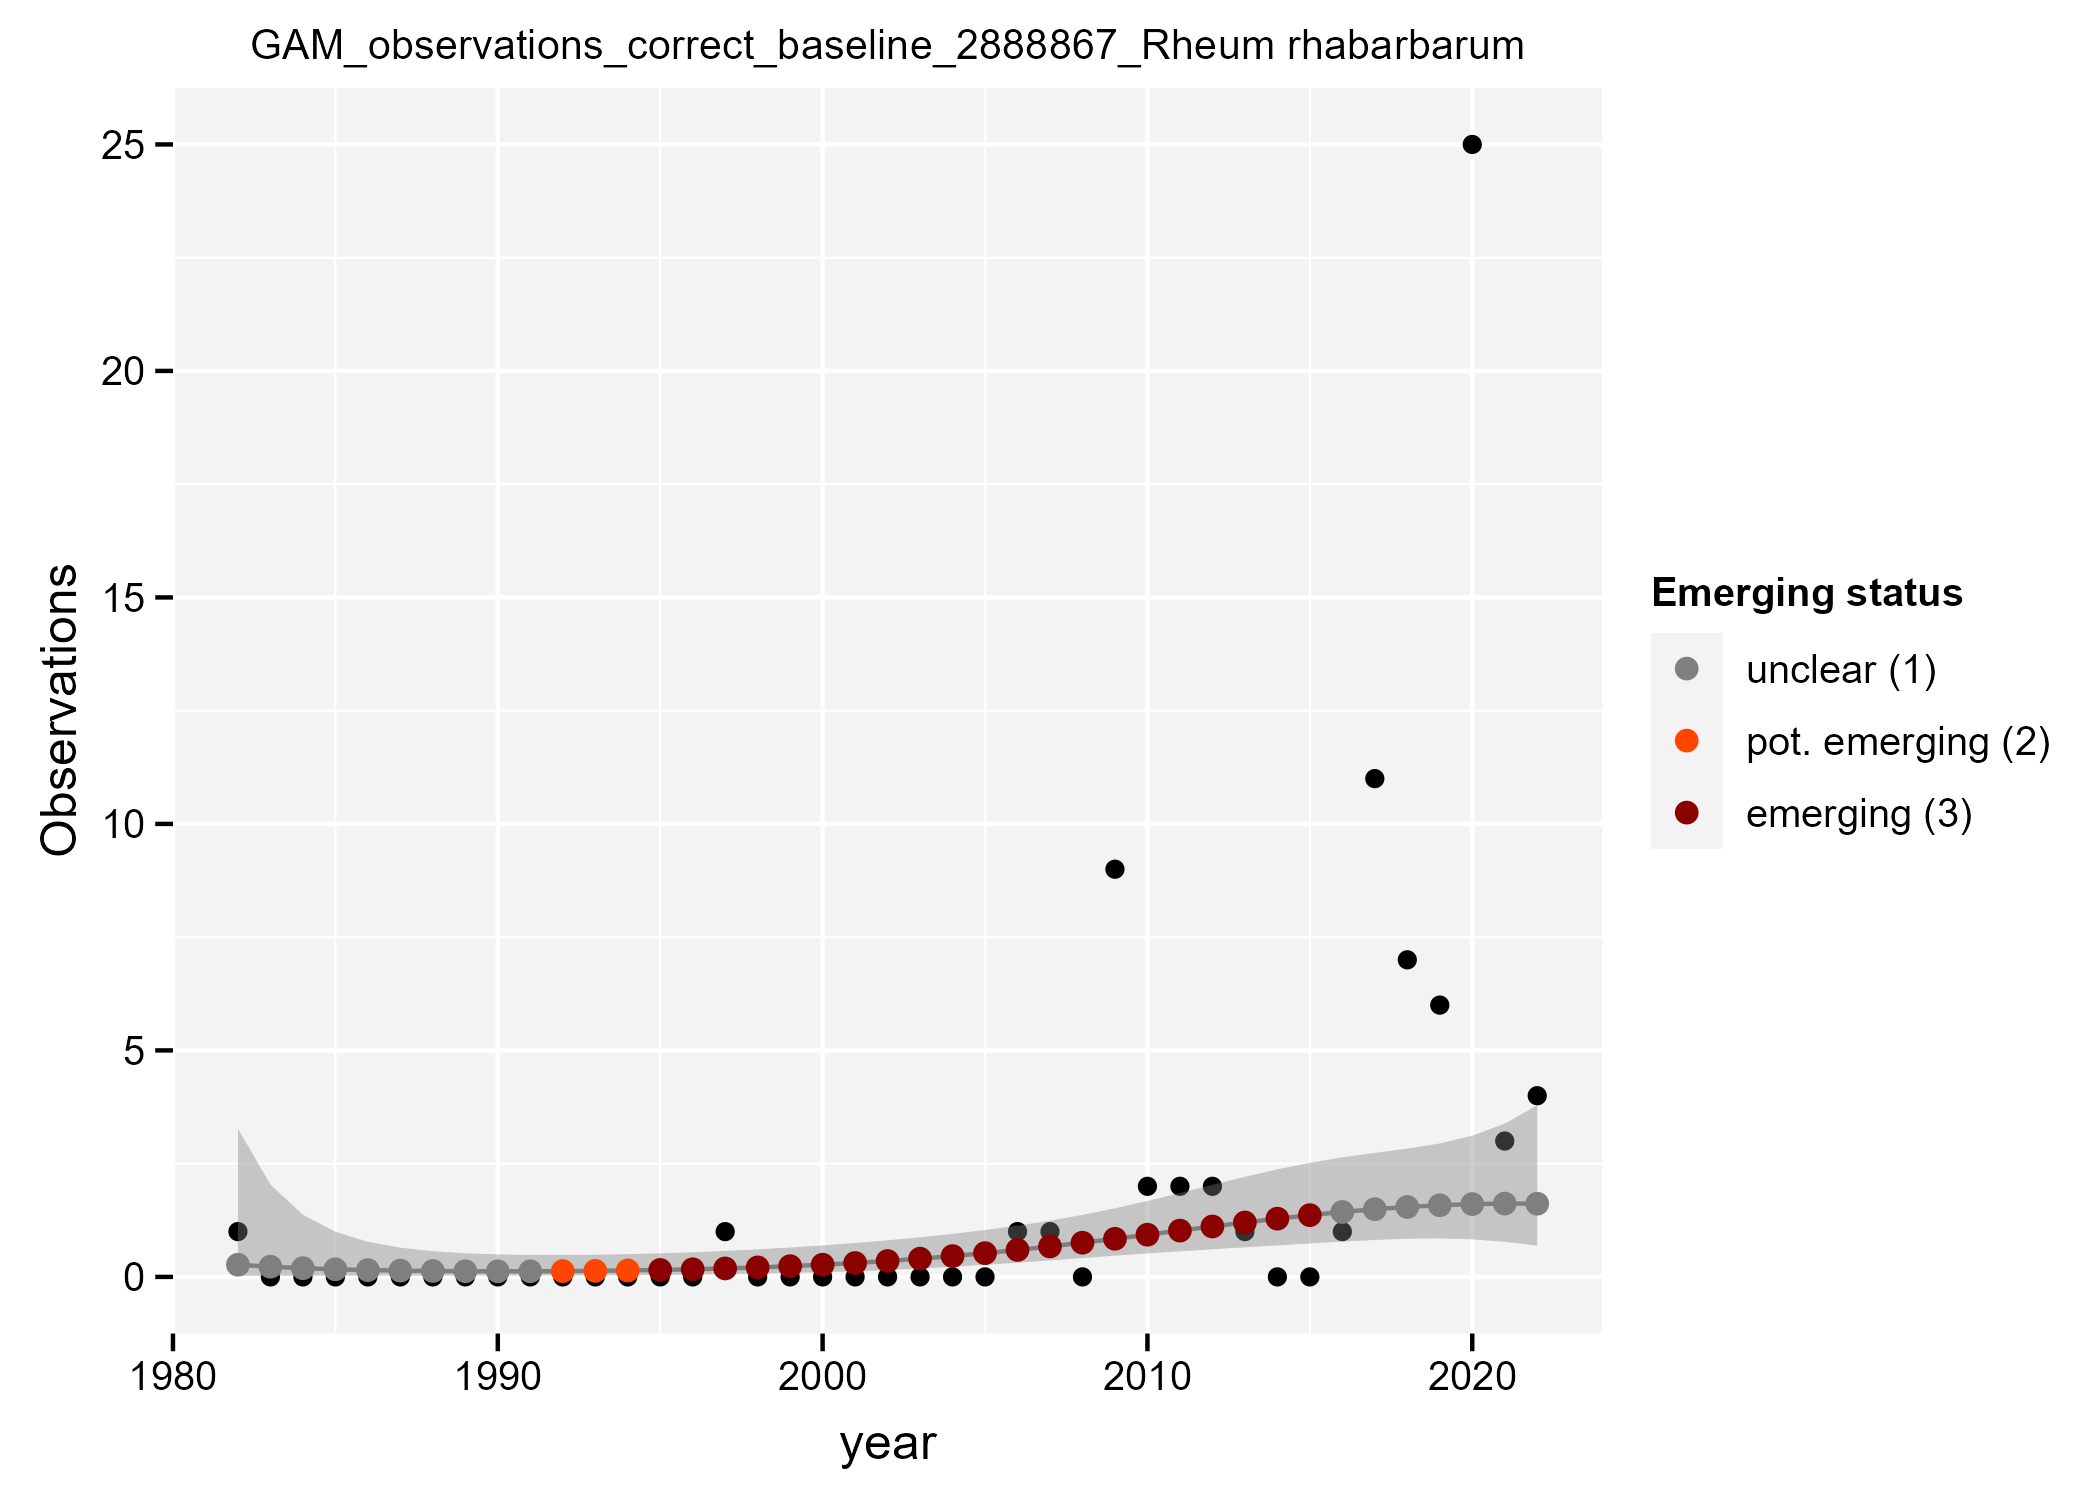 GAM_observations_correct_baseline_2888867_Rheum rhabarbarum
25
20
15
10
5
0
Observations
1980 1990 2000 2010 2020
year
Emerging status
unclear (1)
pot. emerging (2)
emerging (3)